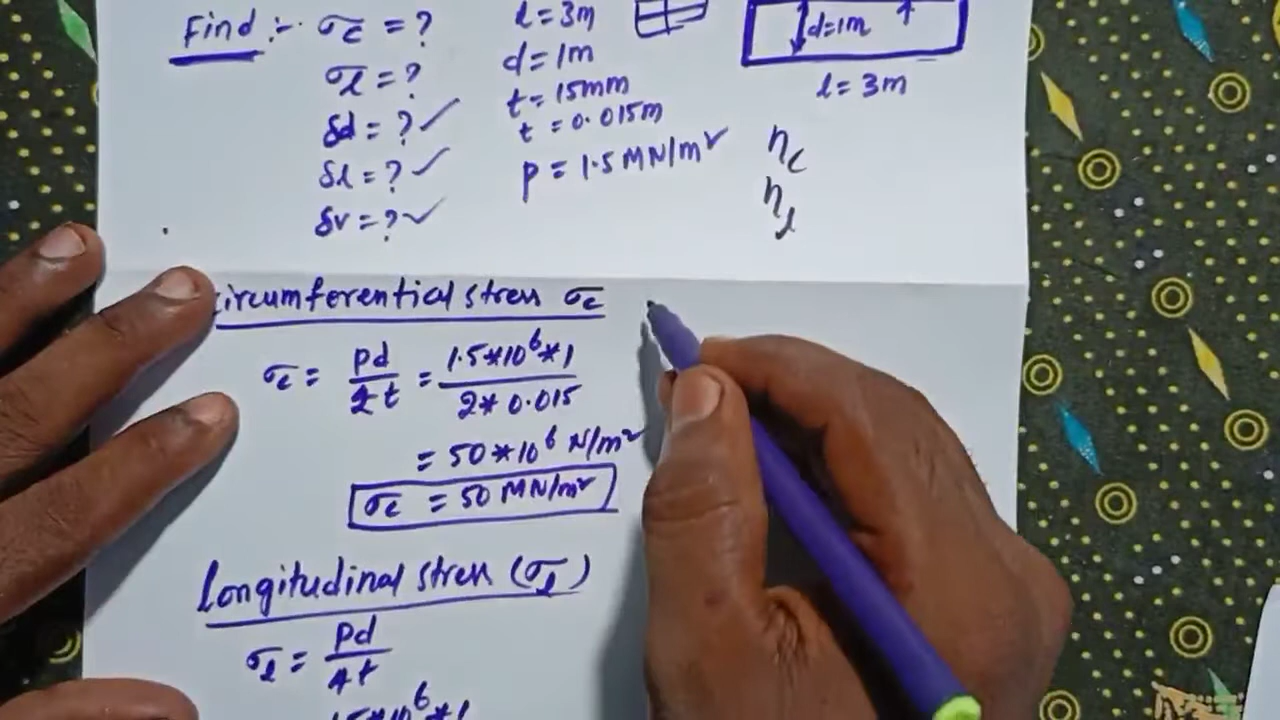 Find :- σc = ?
σl = ?
δd = ? ✓
δl = ? ✓
δv = ? ✓
l = 3m
d = 1m
t = 15mm
t = 0.015m
p = 1.5 MN/m²
d=1m
l = 3m
ηc
ηl
circumferential stress σc
σc = pd/2t = 1.5*10⁶*1/2*0.015
= 50*10⁶ N/m²
σc = 50 MN/m²
longitudinal stress (σl)
σl = pd/4t